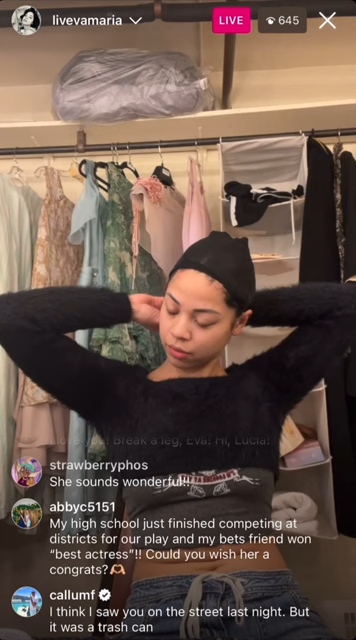 livevamaria
LIVE
645
love you! Break a leg, Eva! Hi, Lucia!
strawberryphos
She sounds wonderful!!
abbyc5151
My high school just finished competing at
districts for our play and my bets friend won
“best actress”!! Could you wish her a
congrats?🫶🏽
callumf
I think I saw you on the street last night. But
it was a trash can